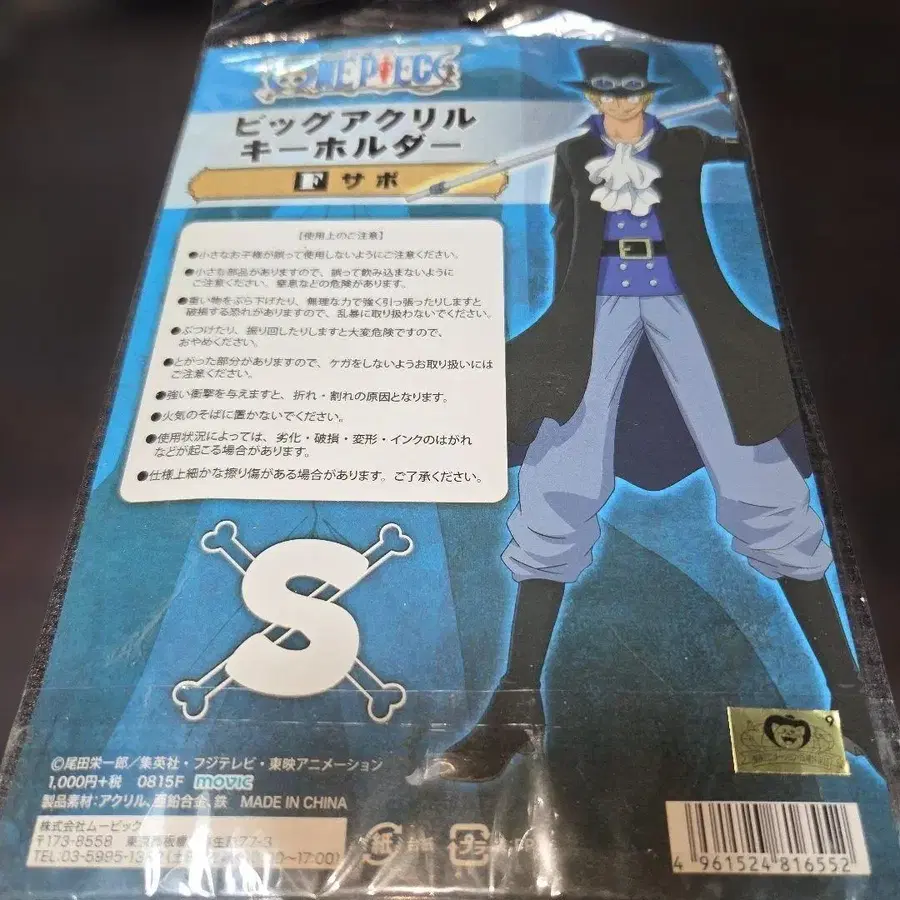 ONE PIECE
ビッグアクリル
キーホルダー
F サボ
【使用上のご注意】
●小さなお子様が誤って使用しないようにご注意ください。
●小さな部品がありますので、誤って飲み込まないように
ご注意ください。窒息などの危険があります。
●重い物をぶら下げたり、無理な力で強く引っ張ったりしますと
破損する恐れがありますので、乱暴に取り扱わないでください。
●ぶつけたり、振り回したりしますと大変危険ですので、
おやめください。
●とがった部分がありますので、ケガをしないようお取り扱いには
ご注意ください。
●強い衝撃を与えますと、折れ・割れの原因となります。
●火気のそばに置かないでください。
●使用状況によっては、劣化・破損・変形・インクのはがれ
などが起こる場合があります。
●仕様上細かな擦り傷がある場合があります。ご了承ください。
S
©尾田栄一郎／集英社・フジテレビ・東映アニメーション
1,000円+税 0815F movic
製品素材:アクリル、亜鉛合金、鉄 MADE IN CHINA
株式会社ムービック
〒173-8558
TEL:03-5995-
紙 台紙 プラ
9
4 961524 816552